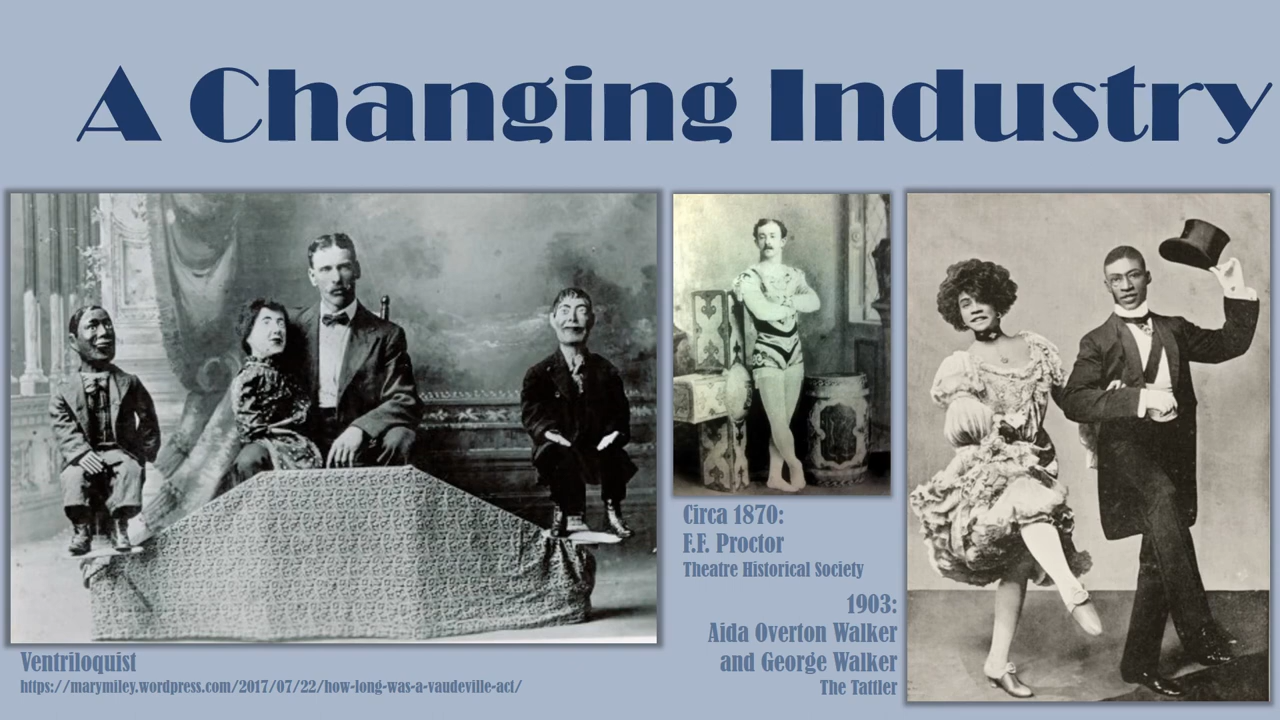 A Changing Industry
Ventriloquist
https://marymiley.wordpress.com/2017/07/22/how-long-was-a-vaudeville-act/
Circa 1870:
F.F. Proctor
Theatre Historical Society
1903:
Aida Overton Walker
and George Walker
The Tattler